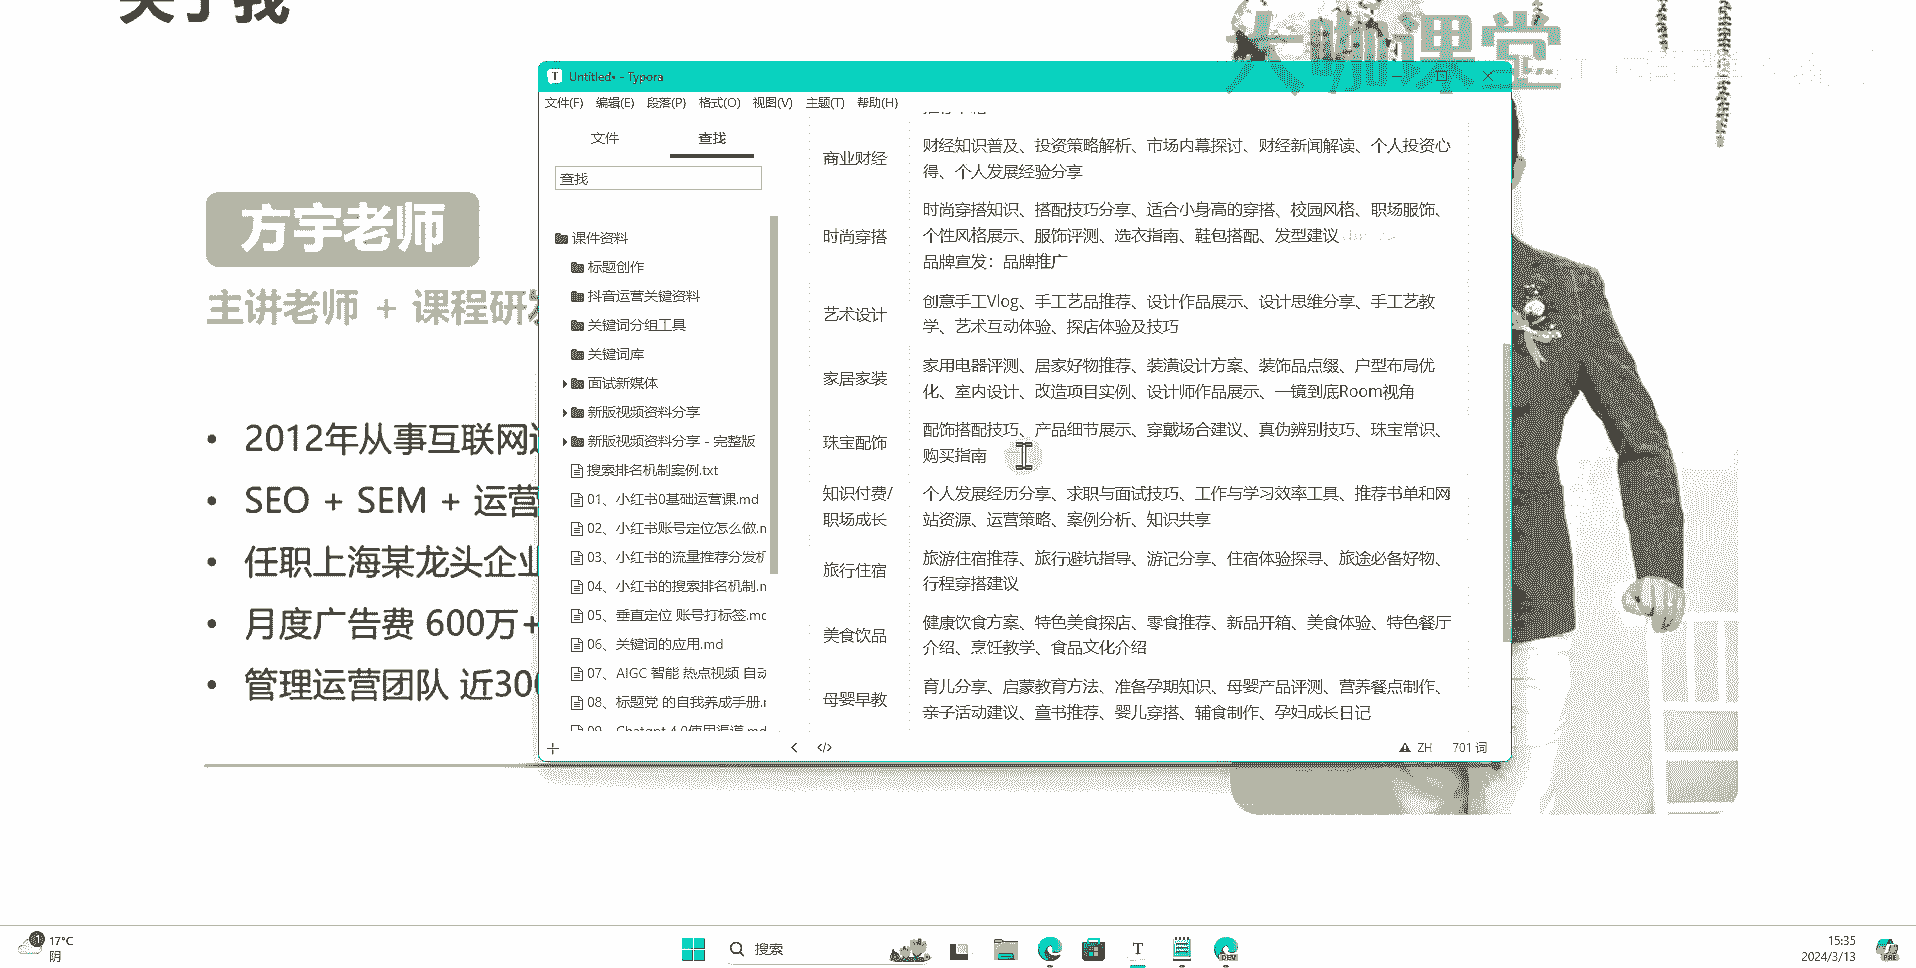 关于我
大咖课堂
方宇老师
主讲老师 + 课程研发
2012年从事互联网
SEO + SEM + 运营
任职上海某龙头企业
月度广告费 600万+
管理运营团队 近300
Untitled• - Typora
文件(F) 编辑(E) 段落(P) 格式(O) 视图(V) 主题(T) 帮助(H)
文件 查找
查找
课件资料
标题创作
抖音运营关键资料
关键词分组工具
关键词库
面试新媒体
新版视频资料分享
新版视频资料分享 - 完整版
搜索排名机制案例.txt
01、小红书0基础运营课.md
02、小红书账号定位怎么做.m
03、小红书的流量推荐分发机
04、小红书的搜索排名机制.m
05、垂直定位 账号打标签.md
06、关键词的应用.md
07、AIGC 智能 热点视频 自动
08、标题党 的自我养成手册.m
09、Chatgpt 4.0使用渠道.md
商业财经
财经知识普及、投资策略解析、市场内幕探讨、财经新闻解读、个人投资心
得、个人发展经验分享
时尚穿搭
时尚穿搭知识、搭配技巧分享、适合小身高的穿搭、校园风格、职场服饰、
个性风格展示、服饰评测、选衣指南、鞋包搭配、发型建议
品牌宣发：品牌推广
艺术设计
创意手工Vlog、手工艺品推荐、设计作品展示、设计思维分享、手工艺教
学、艺术互动体验、探店体验及技巧
家居家装
家用电器评测、居家好物推荐、装潢设计方案、装饰品点缀、户型布局优
化、室内设计、改造项目实例、设计师作品展示、一镜到底Room视角
珠宝配饰
配饰搭配技巧、产品细节展示、穿戴场合建议、真伪辨别技巧、珠宝常识、
购买指南
知识付费/
职场成长
个人发展经历分享、求职与面试技巧、工作与学习效率工具、推荐书单和网
站资源、运营策略、案例分析、知识共享
旅行住宿
旅游住宿推荐、旅行避坑指导、游记分享、住宿体验探寻、旅途必备好物、
行程穿搭建议
美食饮品
健康饮食方案、特色美食探店、零食推荐、新品开箱、美食体验、特色餐厅
介绍、烹饪教学、食品文化介绍
母婴早教
育儿分享、启蒙教育方法、准备孕期知识、母婴产品评测、营养餐点制作、
亲子活动建议、童书推荐、婴儿穿搭、辅食制作、孕妇成长日记
ZH 701 词
1
17°C
阴
搜索
DEV
15:35
2024/3/13
PRE